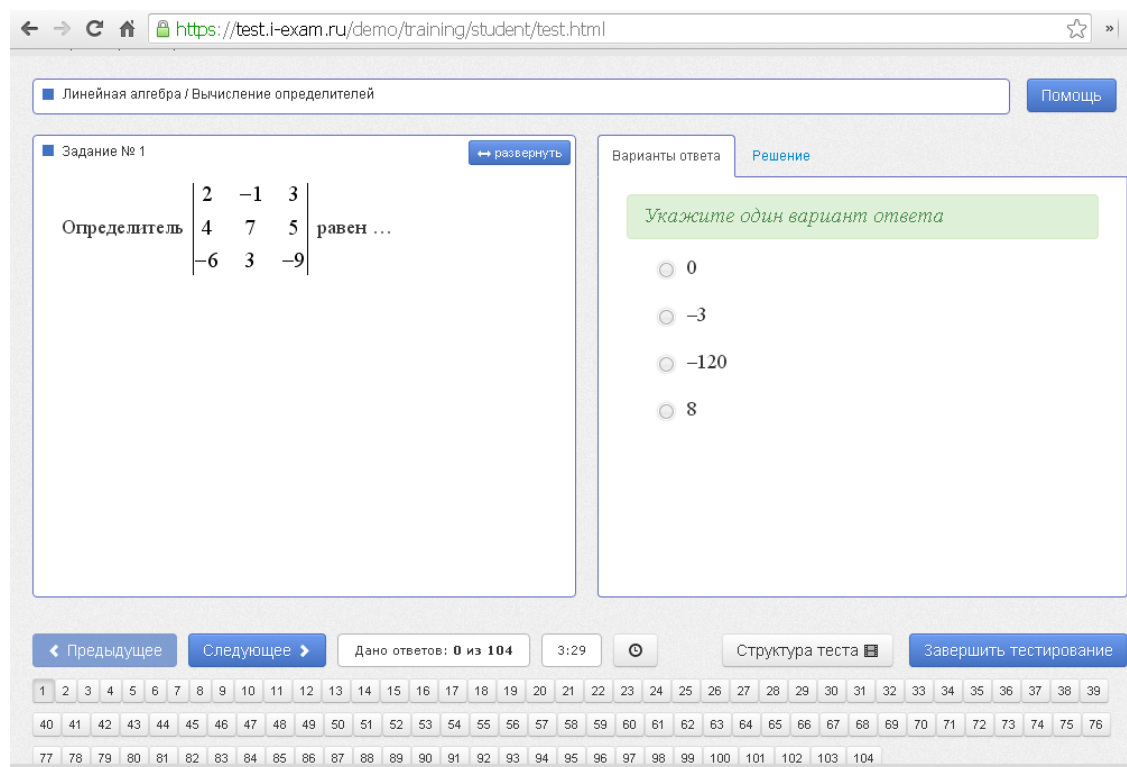 https://test.i-exam.ru/demo/training/student/test.html »
Линейная алгебра / Вычисление определителей
Помощь
Задание № 1
↔ развернуть
Определитель
2 −1 3
4 7 5
−6 3 −9
равен …
Варианты ответа
Решение
Укажите один вариант ответа
0
−3
−120
8
Предыдущее
Следующее
Дано ответов: 0 из 104
3:29
Структура теста
Завершить тестирование
1 2 3 4 5 6 7 8 9 10 11 12 13 14 15 16 17 18 19 20 21 22 23 24 25 26 27 28 29 30 31 32 33 34 35 36 37 38 39
40 41 42 43 44 45 46 47 48 49 50 51 52 53 54 55 56 57 58 59 60 61 62 63 64 65 66 67 68 69 70 71 72 73 74 75 76
77 78 79 80 81 82 83 84 85 86 87 88 89 90 91 92 93 94 95 96 97 98 99 100 101 102 103 104